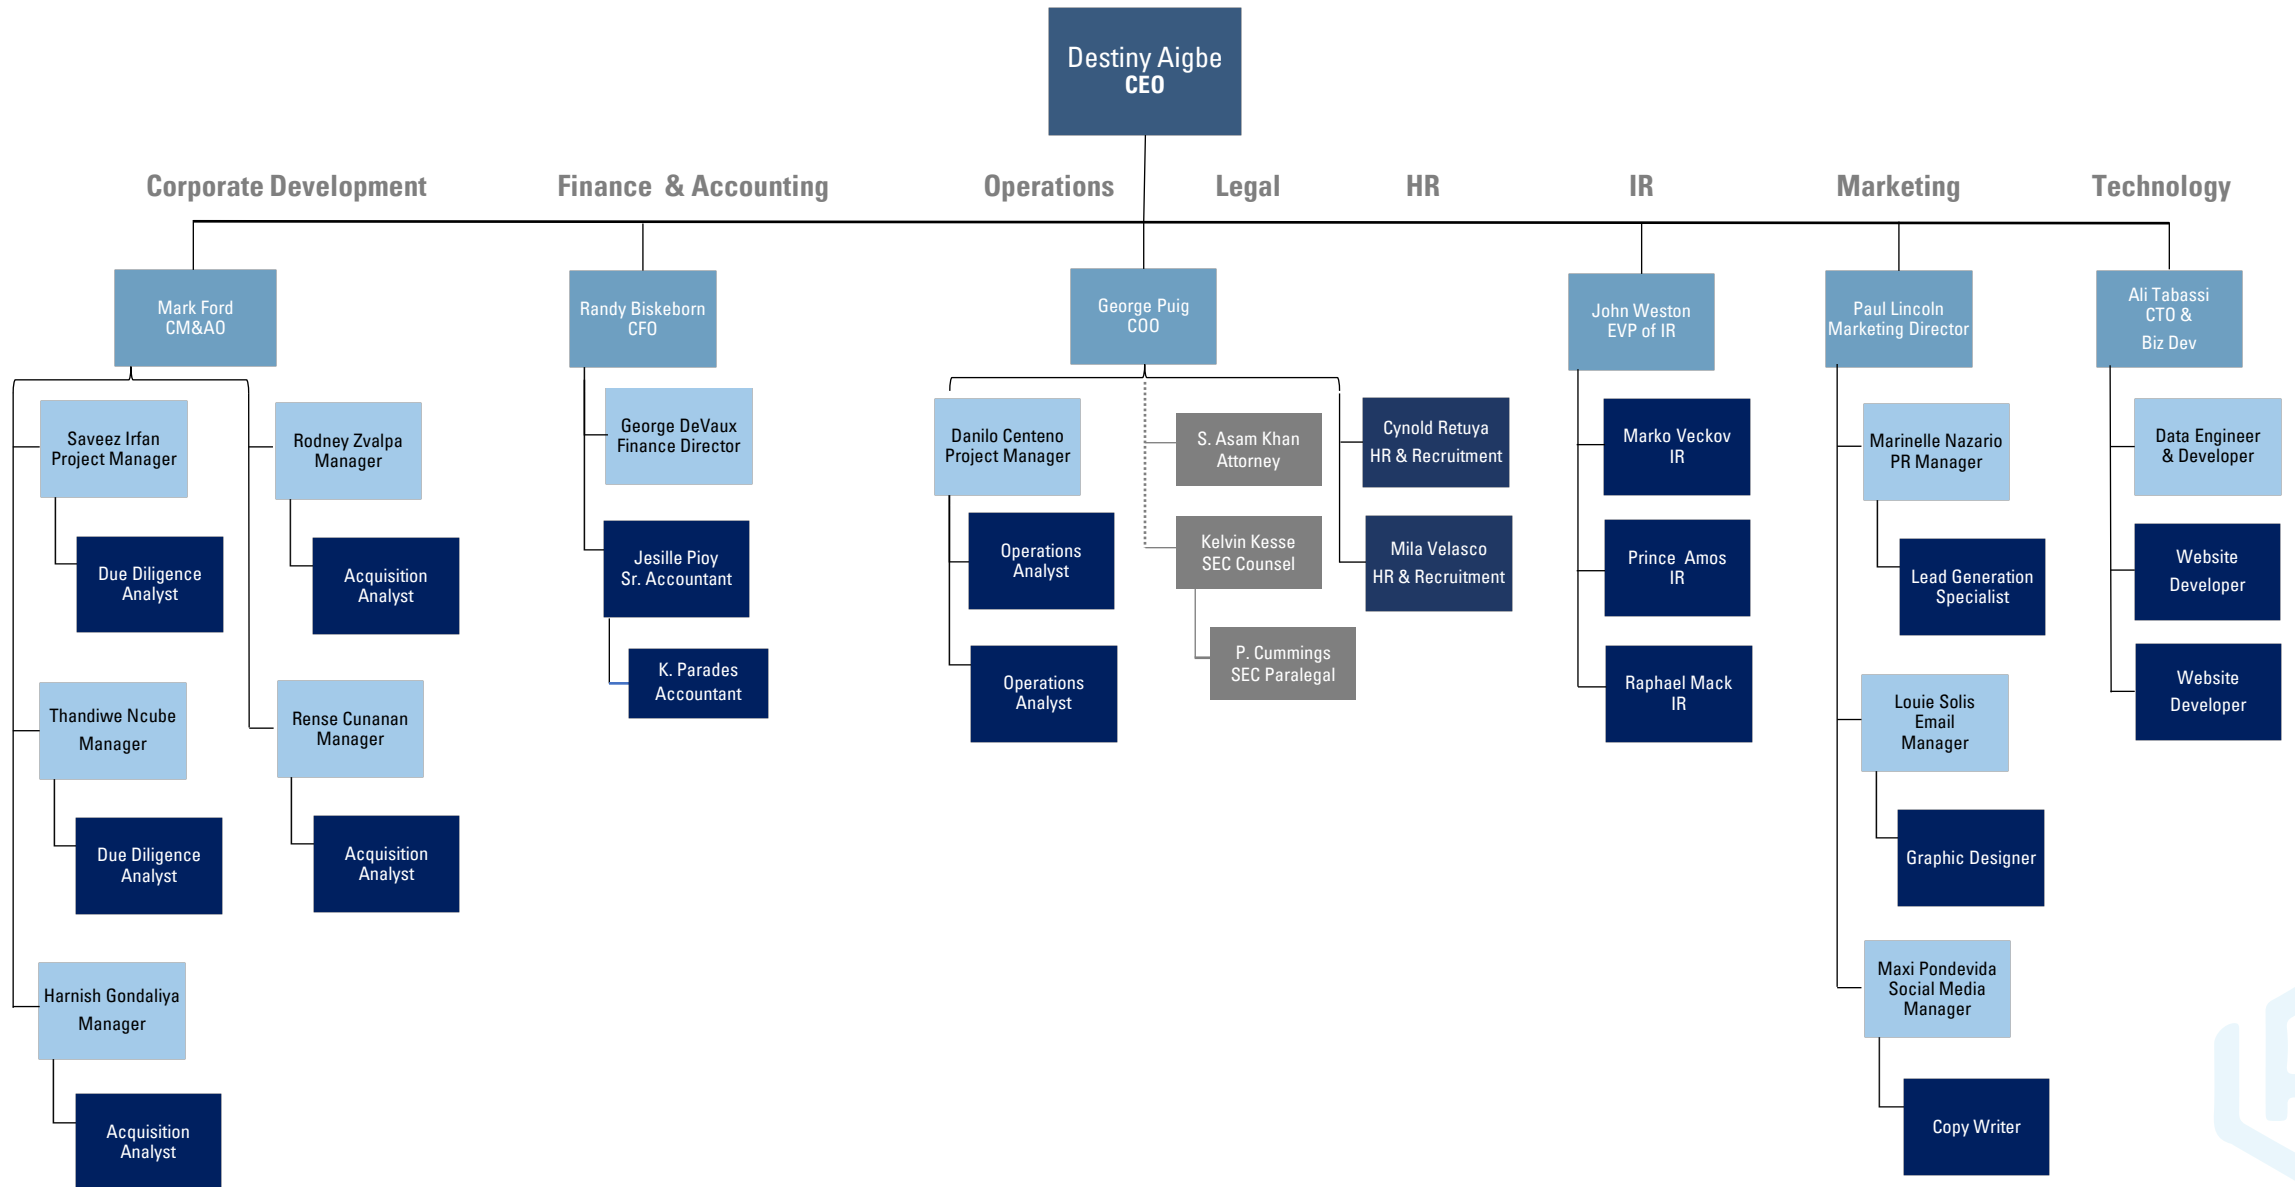 Destiny Aigbe
CEO
Corporate Development
Finance & Accounting
Operations
Legal
HR
IR
Marketing
Technology
Mark Ford
CM&AO
Randy Biskeborn
CFO
George Puig
COO
John Weston
EVP of IR
Paul Lincoln
Marketing Director
Ali Tabassi
CTO &
Biz Dev
Saveez Irfan
Project Manager
Due Diligence
Analyst
Thandiwe Ncube
Manager
Due Diligence
Analyst
Harnish Gondaliya
Manager
Acquisition
Analyst
Rodney Zvalpa
Manager
Acquisition
Analyst
Rense Cunanan
Manager
Acquisition
Analyst
George DeVaux
Finance Director
Jesille Pioy
Sr. Accountant
K. Parades
Accountant
Danilo Centeno
Project Manager
Operations
Analyst
Operations
Analyst
S. Asam Khan
Attorney
Kelvin Kesse
SEC Counsel
P. Cummings
SEC Paralegal
Cynold Retuya
HR & Recruitment
Mila Velasco
HR & Recruitment
Marko Veckov
IR
Prince Amos
IR
Raphael Mack
IR
Marinelle Nazario
PR Manager
Lead Generation
Specialist
Louie Solis
Email
Manager
Graphic Designer
Maxi Pondevida
Social Media
Manager
Copy Writer
Data Engineer
& Developer
Website
Developer
Website
Developer